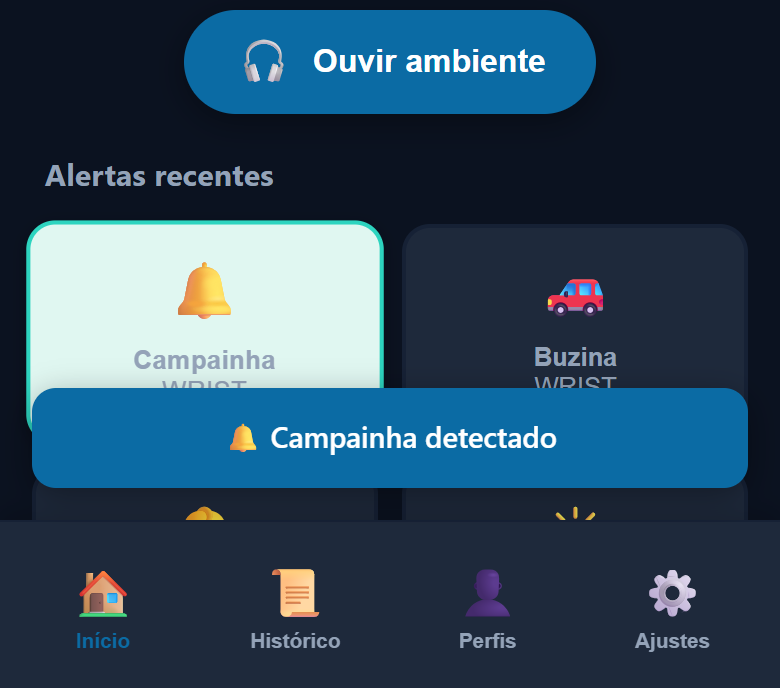 Ouvir ambiente
Alertas recentes
Campainha
WRIST
Buzina
WRIST
Campainha detectado
Início
Histórico
Perfis
Ajustes